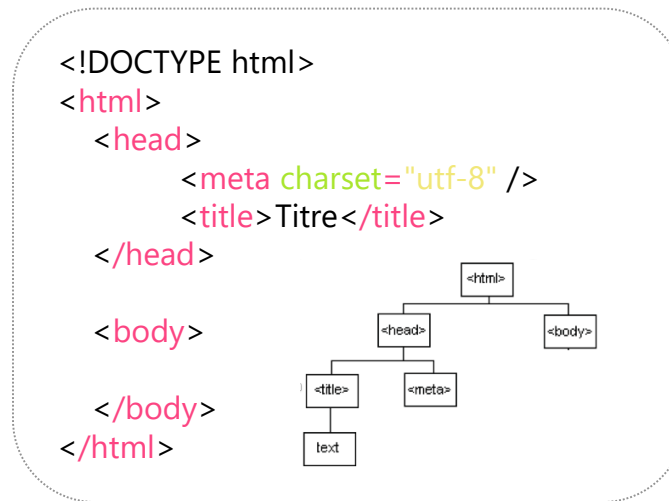 <!DOCTYPE html>
<html>
<head>
<meta charset="utf-8" />
<title>Titre</title>
</head>
<body>
</body>
</html>
<html>
<head> <body>
<title> <meta>
text